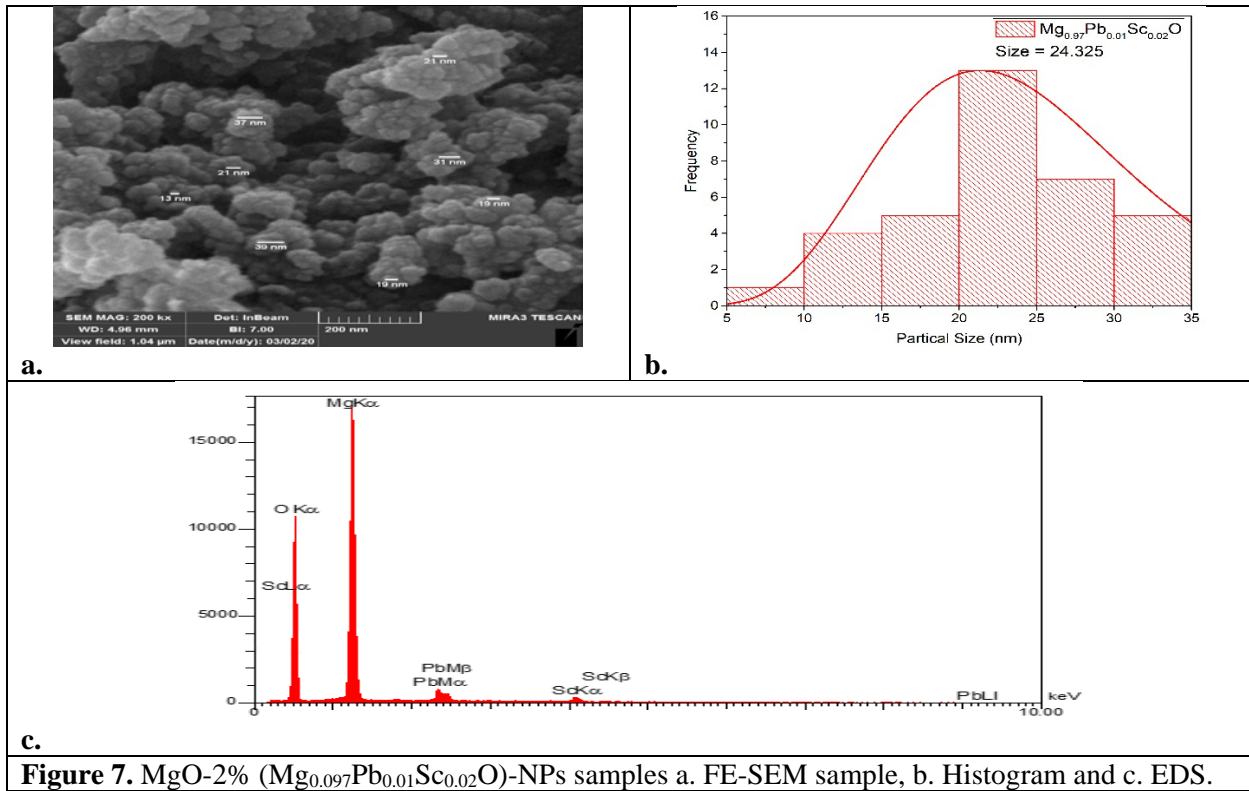 21 nm
37 nm
31 nm
21 nm
13 nm
19 nm
39 nm
19 nm
SEM MAG: 200 kx Det: InBeam MIRA3 TESCAN
WD: 4.96 mm BI: 7.00 200 nm
View field: 1.04 µm Date(m/d/y): 03/02/20
a.
16
14
12
10
8
6
4
2
0
Frequency
Mg0.97Pb0.01Sc0.02O
Size = 24.325
5 10 15 20 25 30 35
Partical Size (nm)
b.
MgKα
15000
OKα
10000
ScLα
5000
PbMβ
PbMα
ScKβ
ScKα
PbLl
0
0 10.00 keV
c.
Figure 7. MgO-2% (Mg0.097Pb0.01Sc0.02O)-NPs samples a. FE-SEM sample, b. Histogram and c. EDS.